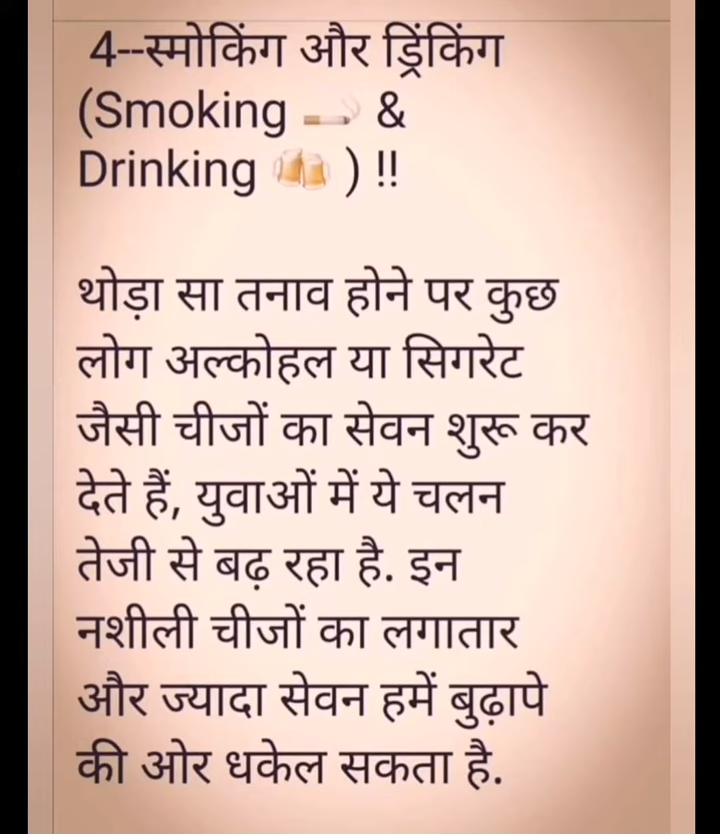 4--स्मोकिंग और ड्रिंकिंग
(Smoking 🚬 &
Drinking 🍻 ) !!
थोड़ा सा तनाव होने पर कुछ
लोग अल्कोहल या सिगरेट
जैसी चीजों का सेवन शुरू कर
देते हैं, युवाओं में ये चलन
तेजी से बढ़ रहा है. इन
नशीली चीजों का लगातार
और ज्यादा सेवन हमें बुढ़ापे
की ओर धकेल सकता है.